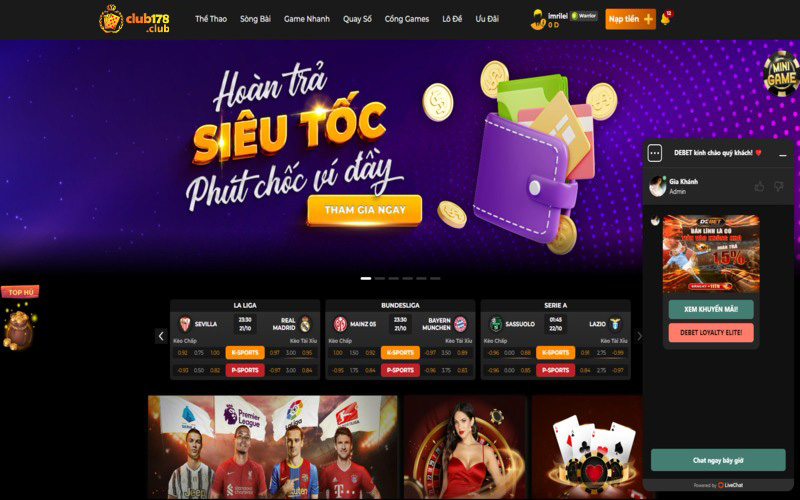 club178
.club
Thể Thao Sòng Bài Game Nhanh Quay Số Cổng Games Lô Đề Ưu Đãi
imrilei Warrior
0 D
Nạp tiền +
Hoàn trả
SIÊU TỐC
Phút chốc ví đầy
THAM GIA NGAY
MINI
GAME
DEBET kính chào quý khách!
Gia Khánh
Admin
DEBET
BẢN LĨNH LÀ CÓ
1,5%
XEM KHUYẾN MÃI!
DEBET LOYALTY ELITE!
Chat ngay bây giờ
Powered by LiveChat
TOP HŨ
LA LIGA
SEVILLA 23:30 21/10 REAL MADRID
Kèo Chấp Kèo Tài Xỉu
0.92 0.75 1.00 K-SPORTS 0.97 3.00 0.95
-0.93 0.50 0.82 P-SPORTS -0.97 3.00 0.84
BUNDESLIGA
MAINZ 05 23:30 21/10 BAYERN MUNCHEN
Kèo Chấp Kèo Tài Xỉu
1.00 1.50 0.92 K-SPORTS -0.97 3.50 0.89
-0.95 1.75 0.84 P-SPORTS -0.96 3.75 0.83
SERIE A
SASSUOLO 01:45 22/10 LAZIO
Kèo Chấp Kèo Tài Xỉu
-0.96 0.00 0.88 K-SPORTS 0.91 2.75 -0.99
-0.96 0.00 0.85 P-SPORTS 0.84 2.75 -0.97
Premier
League